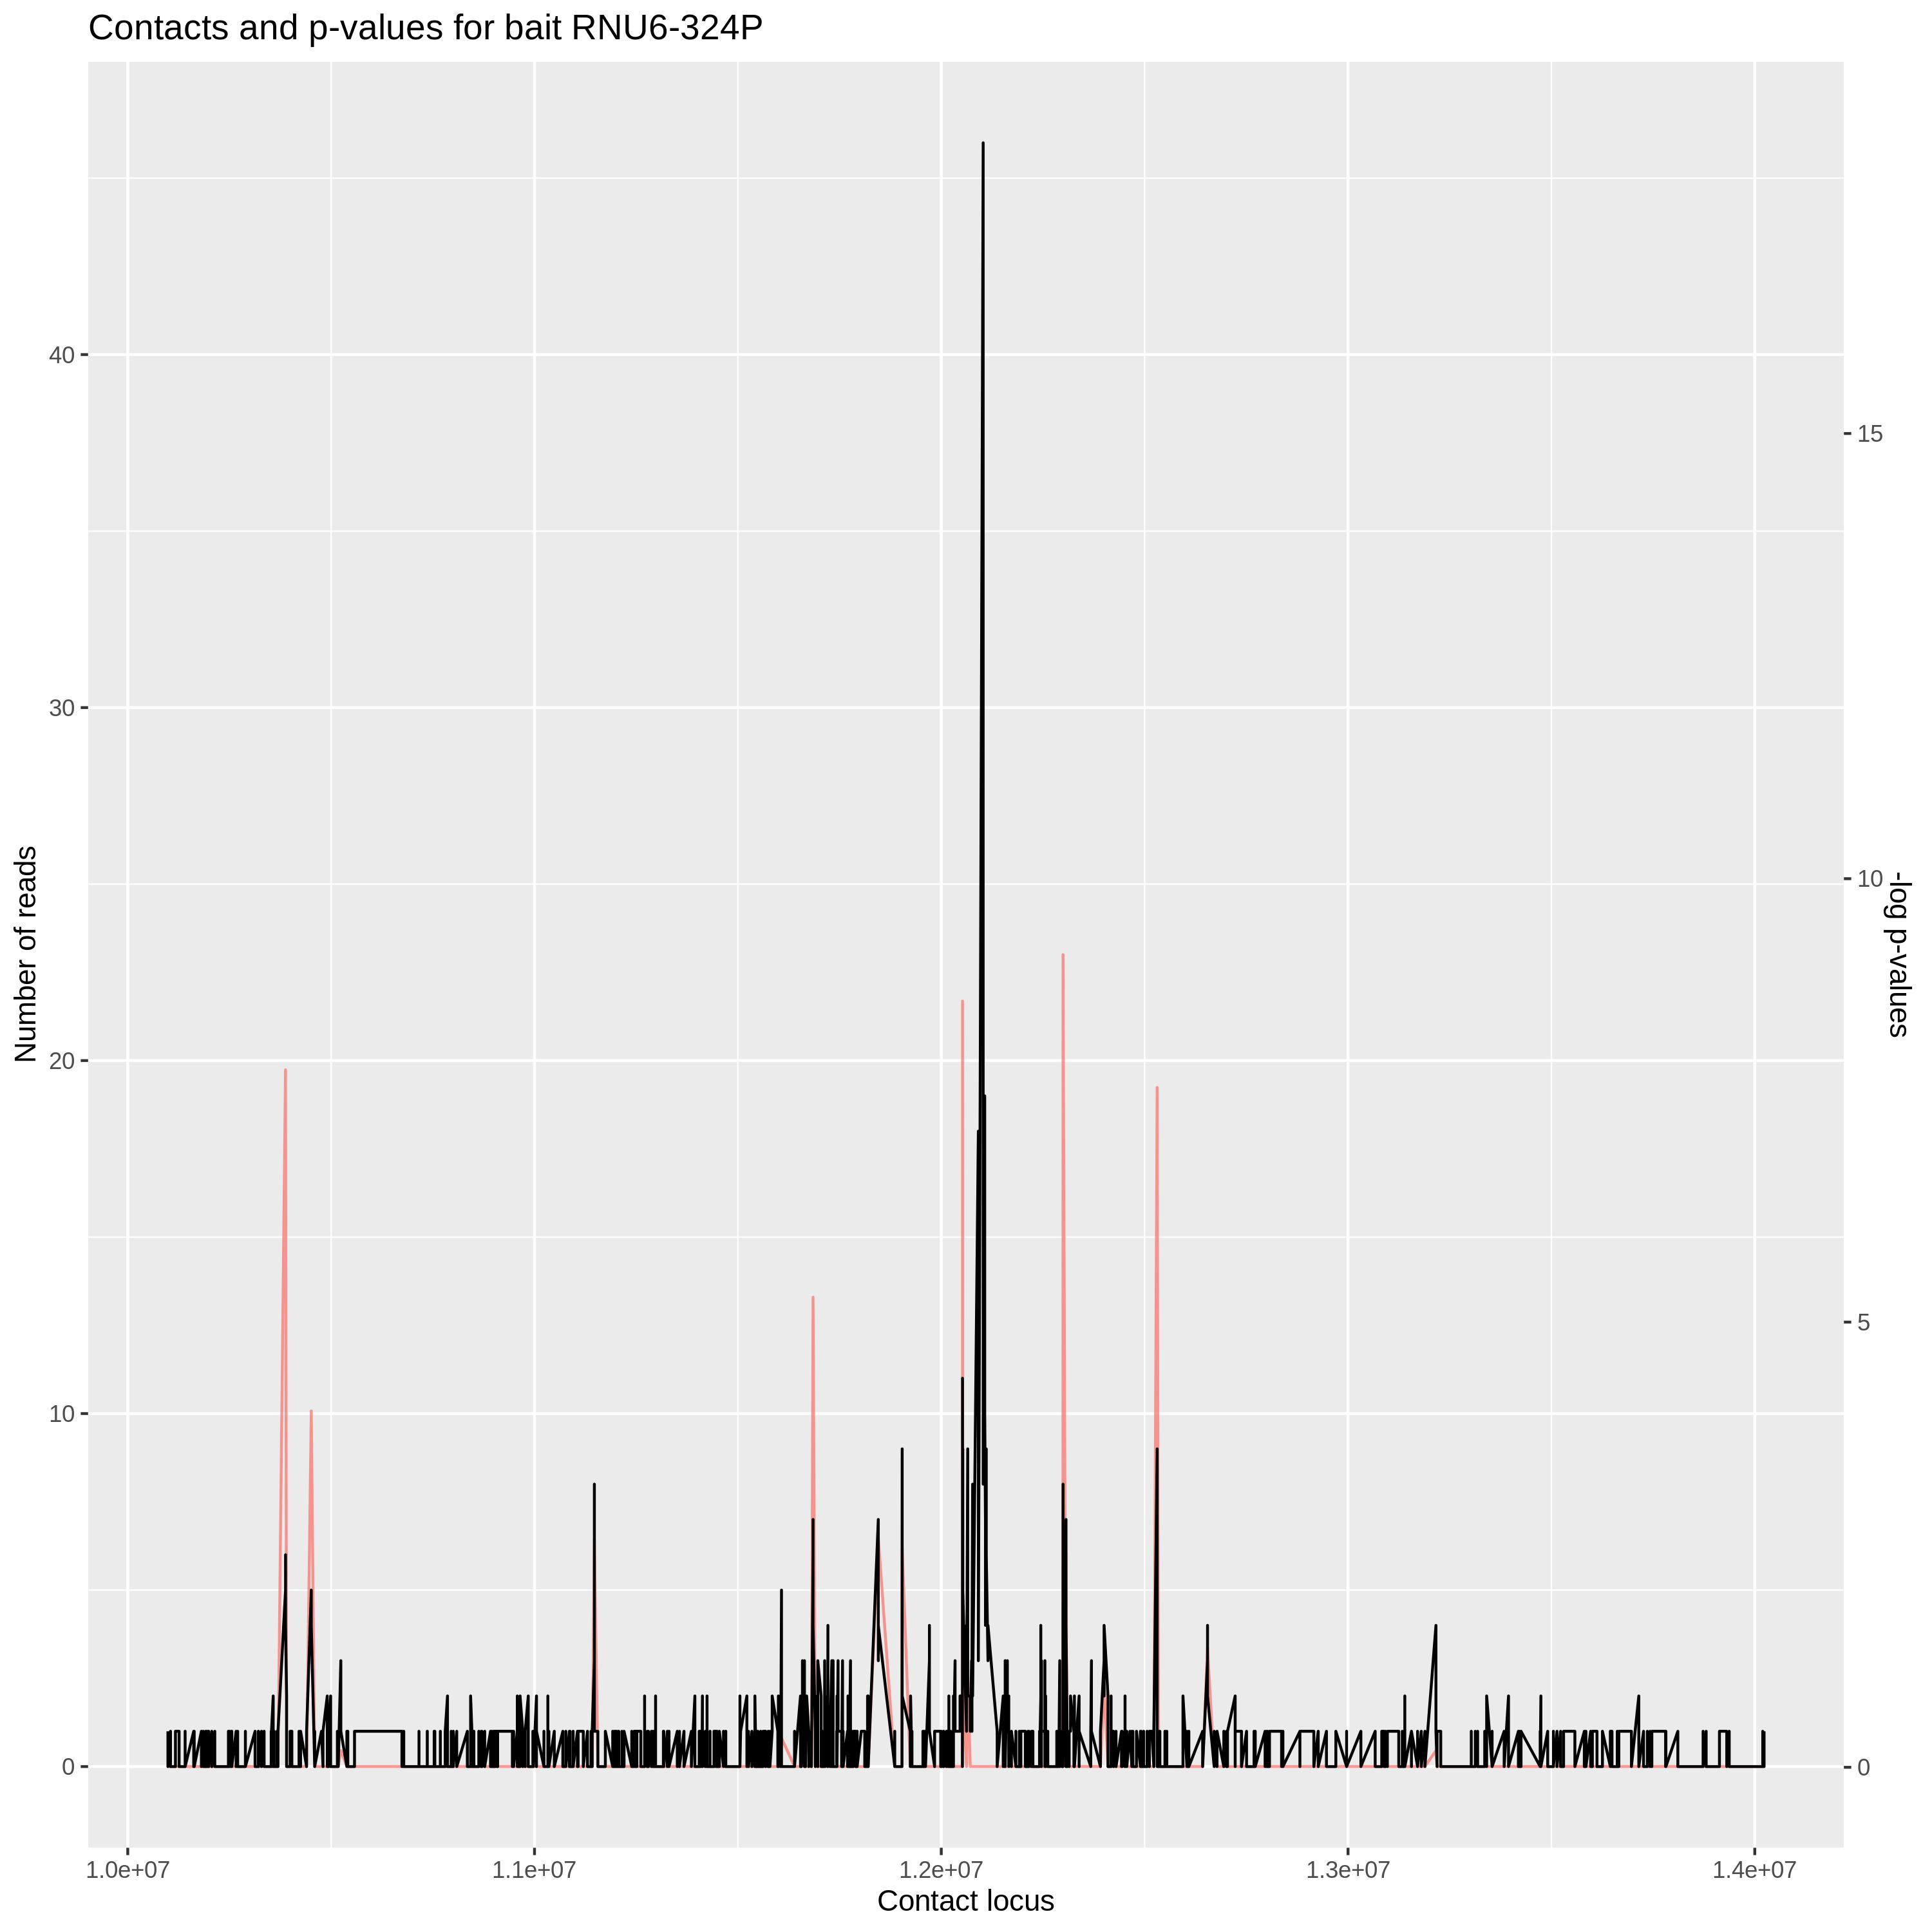 Contacts and p-values for bait RNU6-324P
Number of reads
40
30
20
10
0
15
10
5
0
-log p-values
1.0e+07 1.1e+07 1.2e+07 1.3e+07 1.4e+07
Contact locus